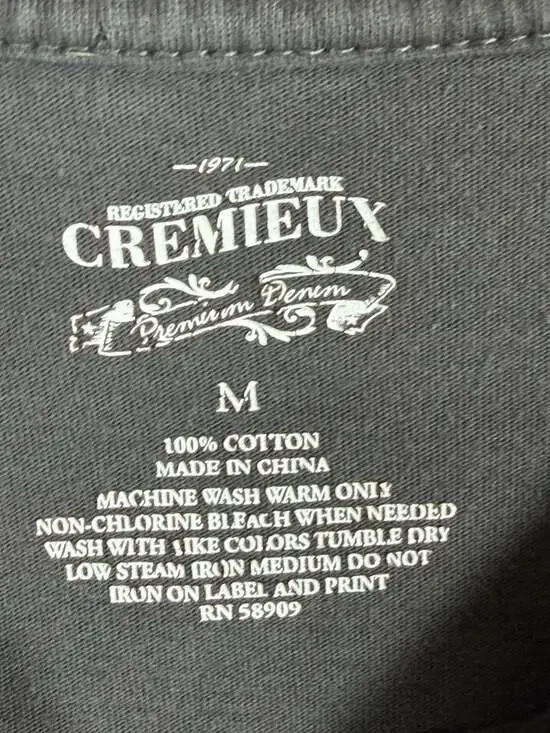 —1971—
REGISTERED TRADEMARK
CREMIEUX
Premium Denim
M
100% COTTON
MADE IN CHINA
MACHINE WASH WARM ONLY
NON-CHLORINE BLEACH WHEN NEEDED
WASH WITH LIKE COLORS TUMBLE DRY
LOW STEAM IRON MEDIUM DO NOT
IRON ON LABEL AND PRINT
RN 58909